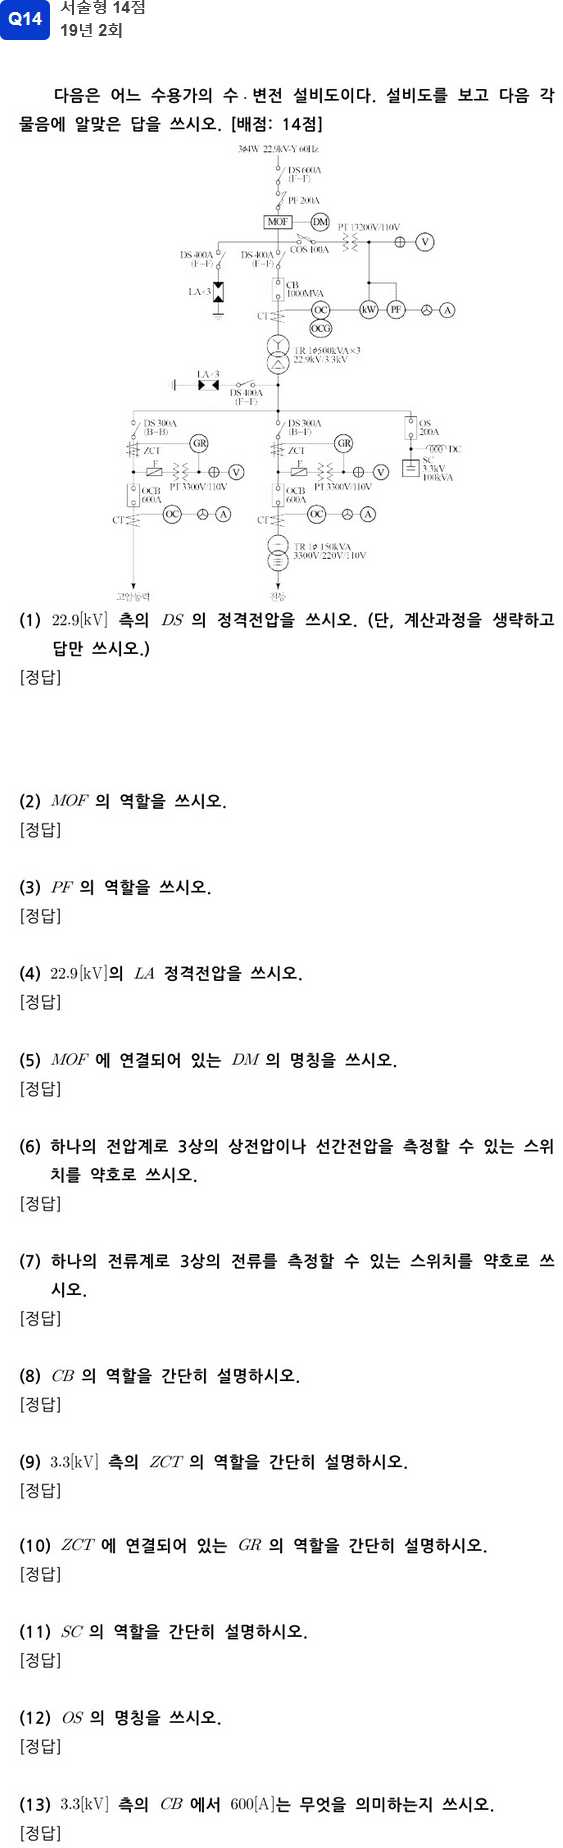 Q14
서술형 14점
19년 2회
다음은 어느 수용가의 수 · 변전 설비도이다. 설비도를 보고 다음 각
물음에 알맞은 답을 쓰시오. [배점: 14점]
3ϕ4W 22.9kV-Y 60Hz
DS 600A
(F-F)
PF 200A
MOF
DM
PT 13200V/110V
COS 100A
V
DS 400A
(F-F)
DS 400A
(F-F)
LA×3
CB
1000MVA
CT
OC
OCG
kW
PF
A
TR 1ϕ500kVA×3
22.9kV/3.3kV
LA×3
DS 400A
(F-F)
DS 300A
(B-B)
GR
ZCT
F
PT 3300V/110V
V
OCB
600A
CT
OC
A
고압동력
DS 300A
(B-F)
GR
ZCT
F
PT 3300V/110V
V
OCB
600A
CT
OC
A
TR 1ϕ 150kVA
3300V/220V/110V
전등
OS
200A
DC
SC
3.3kV
100kVA
(1) 22.9[kV] 측의 DS 의 정격전압을 쓰시오. (단, 계산과정을 생략하고
답만 쓰시오.)
[정답]
(2) MOF 의 역할을 쓰시오.
[정답]
(3) PF 의 역할을 쓰시오.
[정답]
(4) 22.9[kV]의 LA 정격전압을 쓰시오.
[정답]
(5) MOF 에 연결되어 있는 DM 의 명칭을 쓰시오.
[정답]
(6) 하나의 전압계로 3상의 상전압이나 선간전압을 측정할 수 있는 스위
치를 약호로 쓰시오.
[정답]
(7) 하나의 전류계로 3상의 전류를 측정할 수 있는 스위치를 약호로 쓰
시오.
[정답]
(8) CB 의 역할을 간단히 설명하시오.
[정답]
(9) 3.3[kV] 측의 ZCT 의 역할을 간단히 설명하시오.
[정답]
(10) ZCT 에 연결되어 있는 GR 의 역할을 간단히 설명하시오.
[정답]
(11) SC 의 역할을 간단히 설명하시오.
[정답]
(12) OS 의 명칭을 쓰시오.
[정답]
(13) 3.3[kV] 측의 CB 에서 600[A]는 무엇을 의미하는지 쓰시오.
[정답]